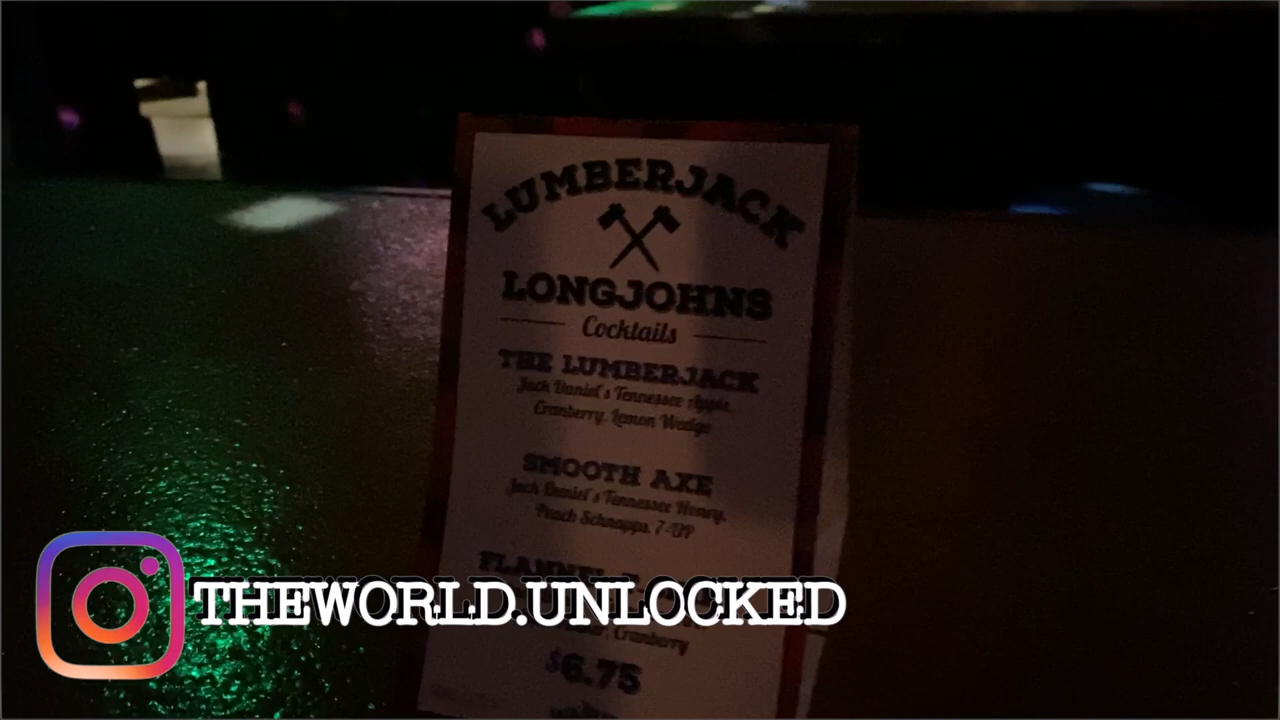 LUMBERJACK
LONGJOHNS
Cocktails
THE LUMBERJACK
Jack Daniel's Tennessee Apple,
Cranberry, Lemon Wedge
SMOOTH AXE
Jack Daniel's Tennessee Honey,
Peach Schnapps, 7-UP
FLANNEL
THEWORLD.UNLOCKED
Cranberry
$6.75